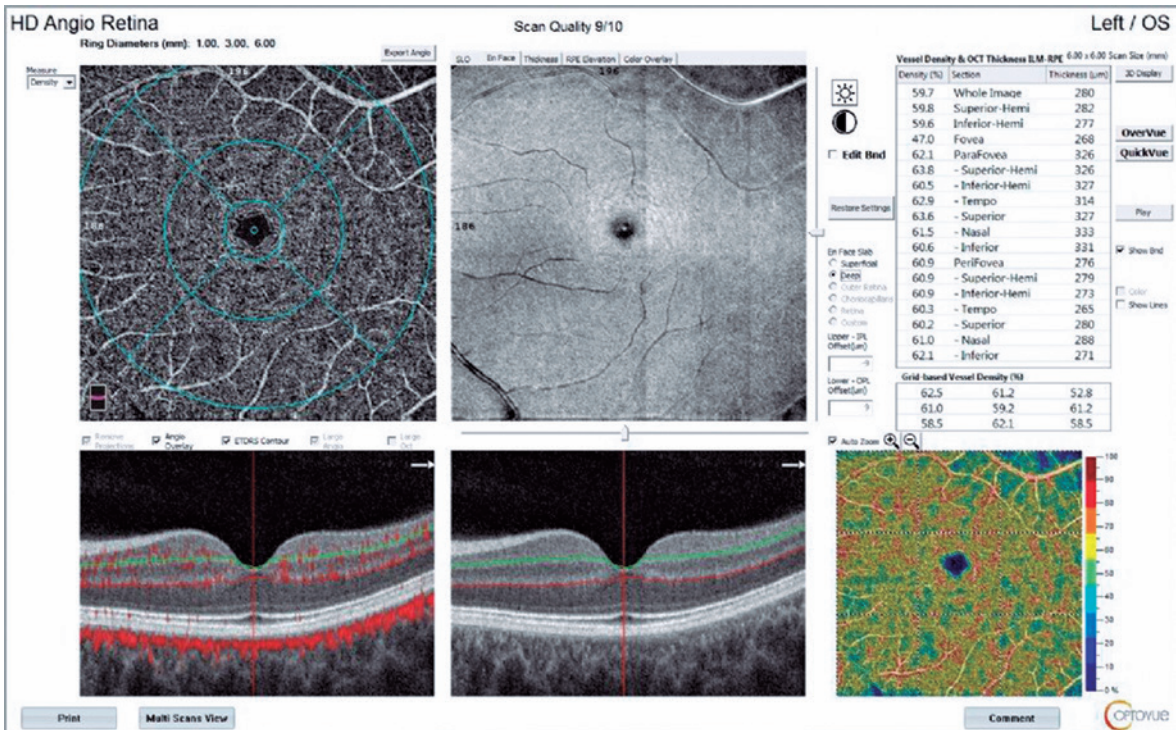 HD Angio Retina
Scan Quality 9/10
Left / OS
Ring Diameters (mm): 1.00, 3.00, 6.00
Export Angio
Measure
Density
196
186
SLO En Face Thickness RPE Elevation Color Overlay
196
186
Edit Bnd
Restore Settings
En Face Slab
Superficial
Deep
Outer Retina
Choriocapillaris
Retina
Custom
Upper - IPL
Offset(µm)
-9
Lower - OPL
Offset(µm)
9
Vessel Density & OCT Thickness ILM-RPE 6.00 x 6.00 Scan Size (mm)
Density (%) Section Thickness (µm)
59.7 Whole Image 280
59.8 Superior-Hemi 282
59.6 Inferior-Hemi 277
47.0 Fovea 268
62.1 ParaFovea 326
63.8 - Superior-Hemi 326
60.5 - Inferior-Hemi 327
62.9 - Tempo 314
63.6 - Superior 327
61.5 - Nasal 333
60.6 - Inferior 331
60.9 PeriFovea 276
60.9 - Superior-Hemi 279
60.9 - Inferior-Hemi 273
60.3 - Tempo 265
60.2 - Superior 280
61.0 - Nasal 288
62.1 - Inferior 271
3D Display
OverVue
QuickVue
Play
Show Bnd
Color
Show Lines
Grid-based Vessel Density (%)
62.5 61.2 52.8
61.0 59.2 61.2
58.5 62.1 58.5
Remove Projections
Angio Overlay
ETDRS Contour
Large Angio
Large Oct
Auto Zoom
100
90
80
70
60
50
40
30
20
10
0 %
Print
Multi Scans View
Comment
OPTOVUE